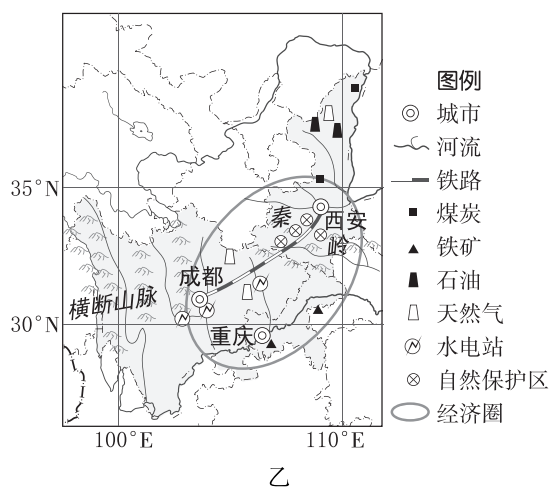 图例
城市
河流
铁路
煤炭
铁矿
石油
天然气
水电站
自然保护区
经济圈
35°N
30°N
100°E
110°E
秦
岭
西安
成都
横断山脉
重庆
乙